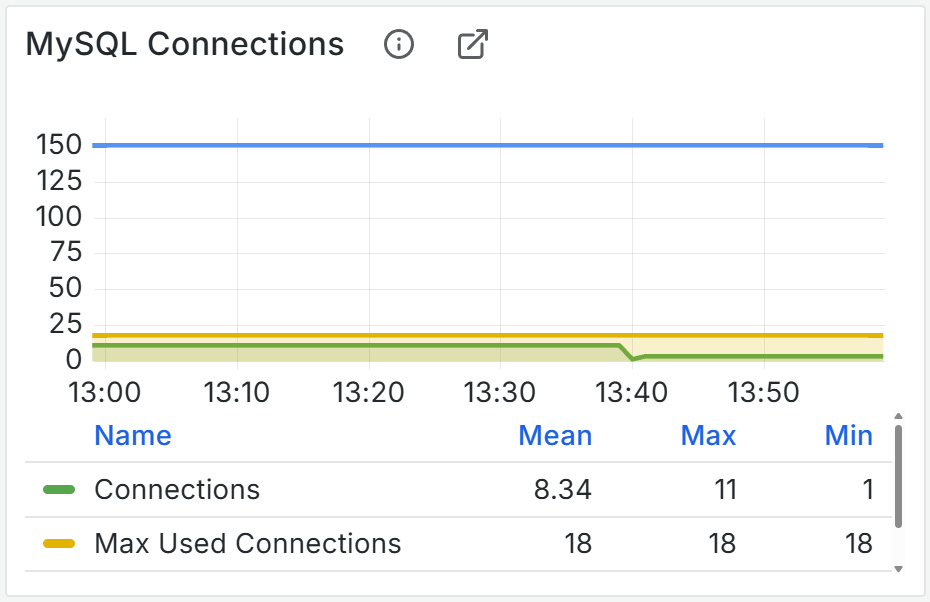 MySQL Connections
150
125
100
75
50
25
0
13:00 13:10 13:20 13:30 13:40 13:50
Name Mean Max Min
Connections 8.34 11 1
Max Used Connections 18 18 18